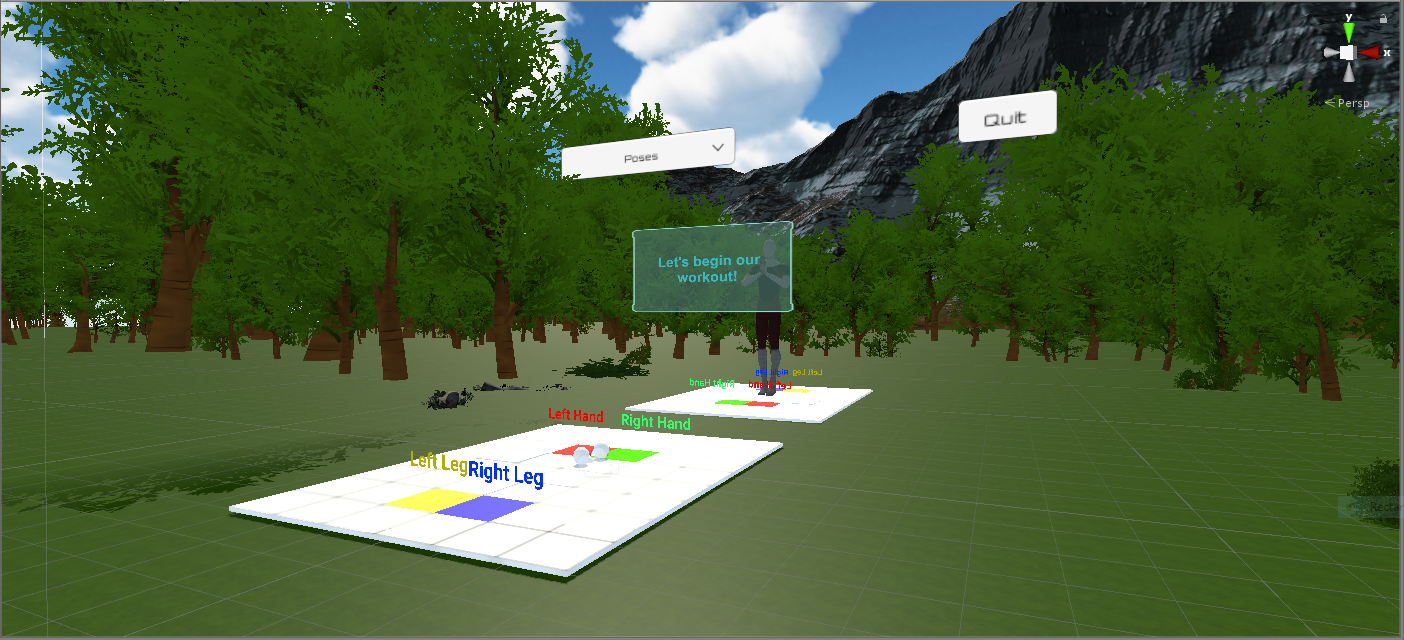 y
x
Persp
Quit
Poses
Let's begin our
workout!
Right Leg
Left Leg
Right Hand
Left Hand
Left Hand
Right Hand
Left Leg
Right Leg